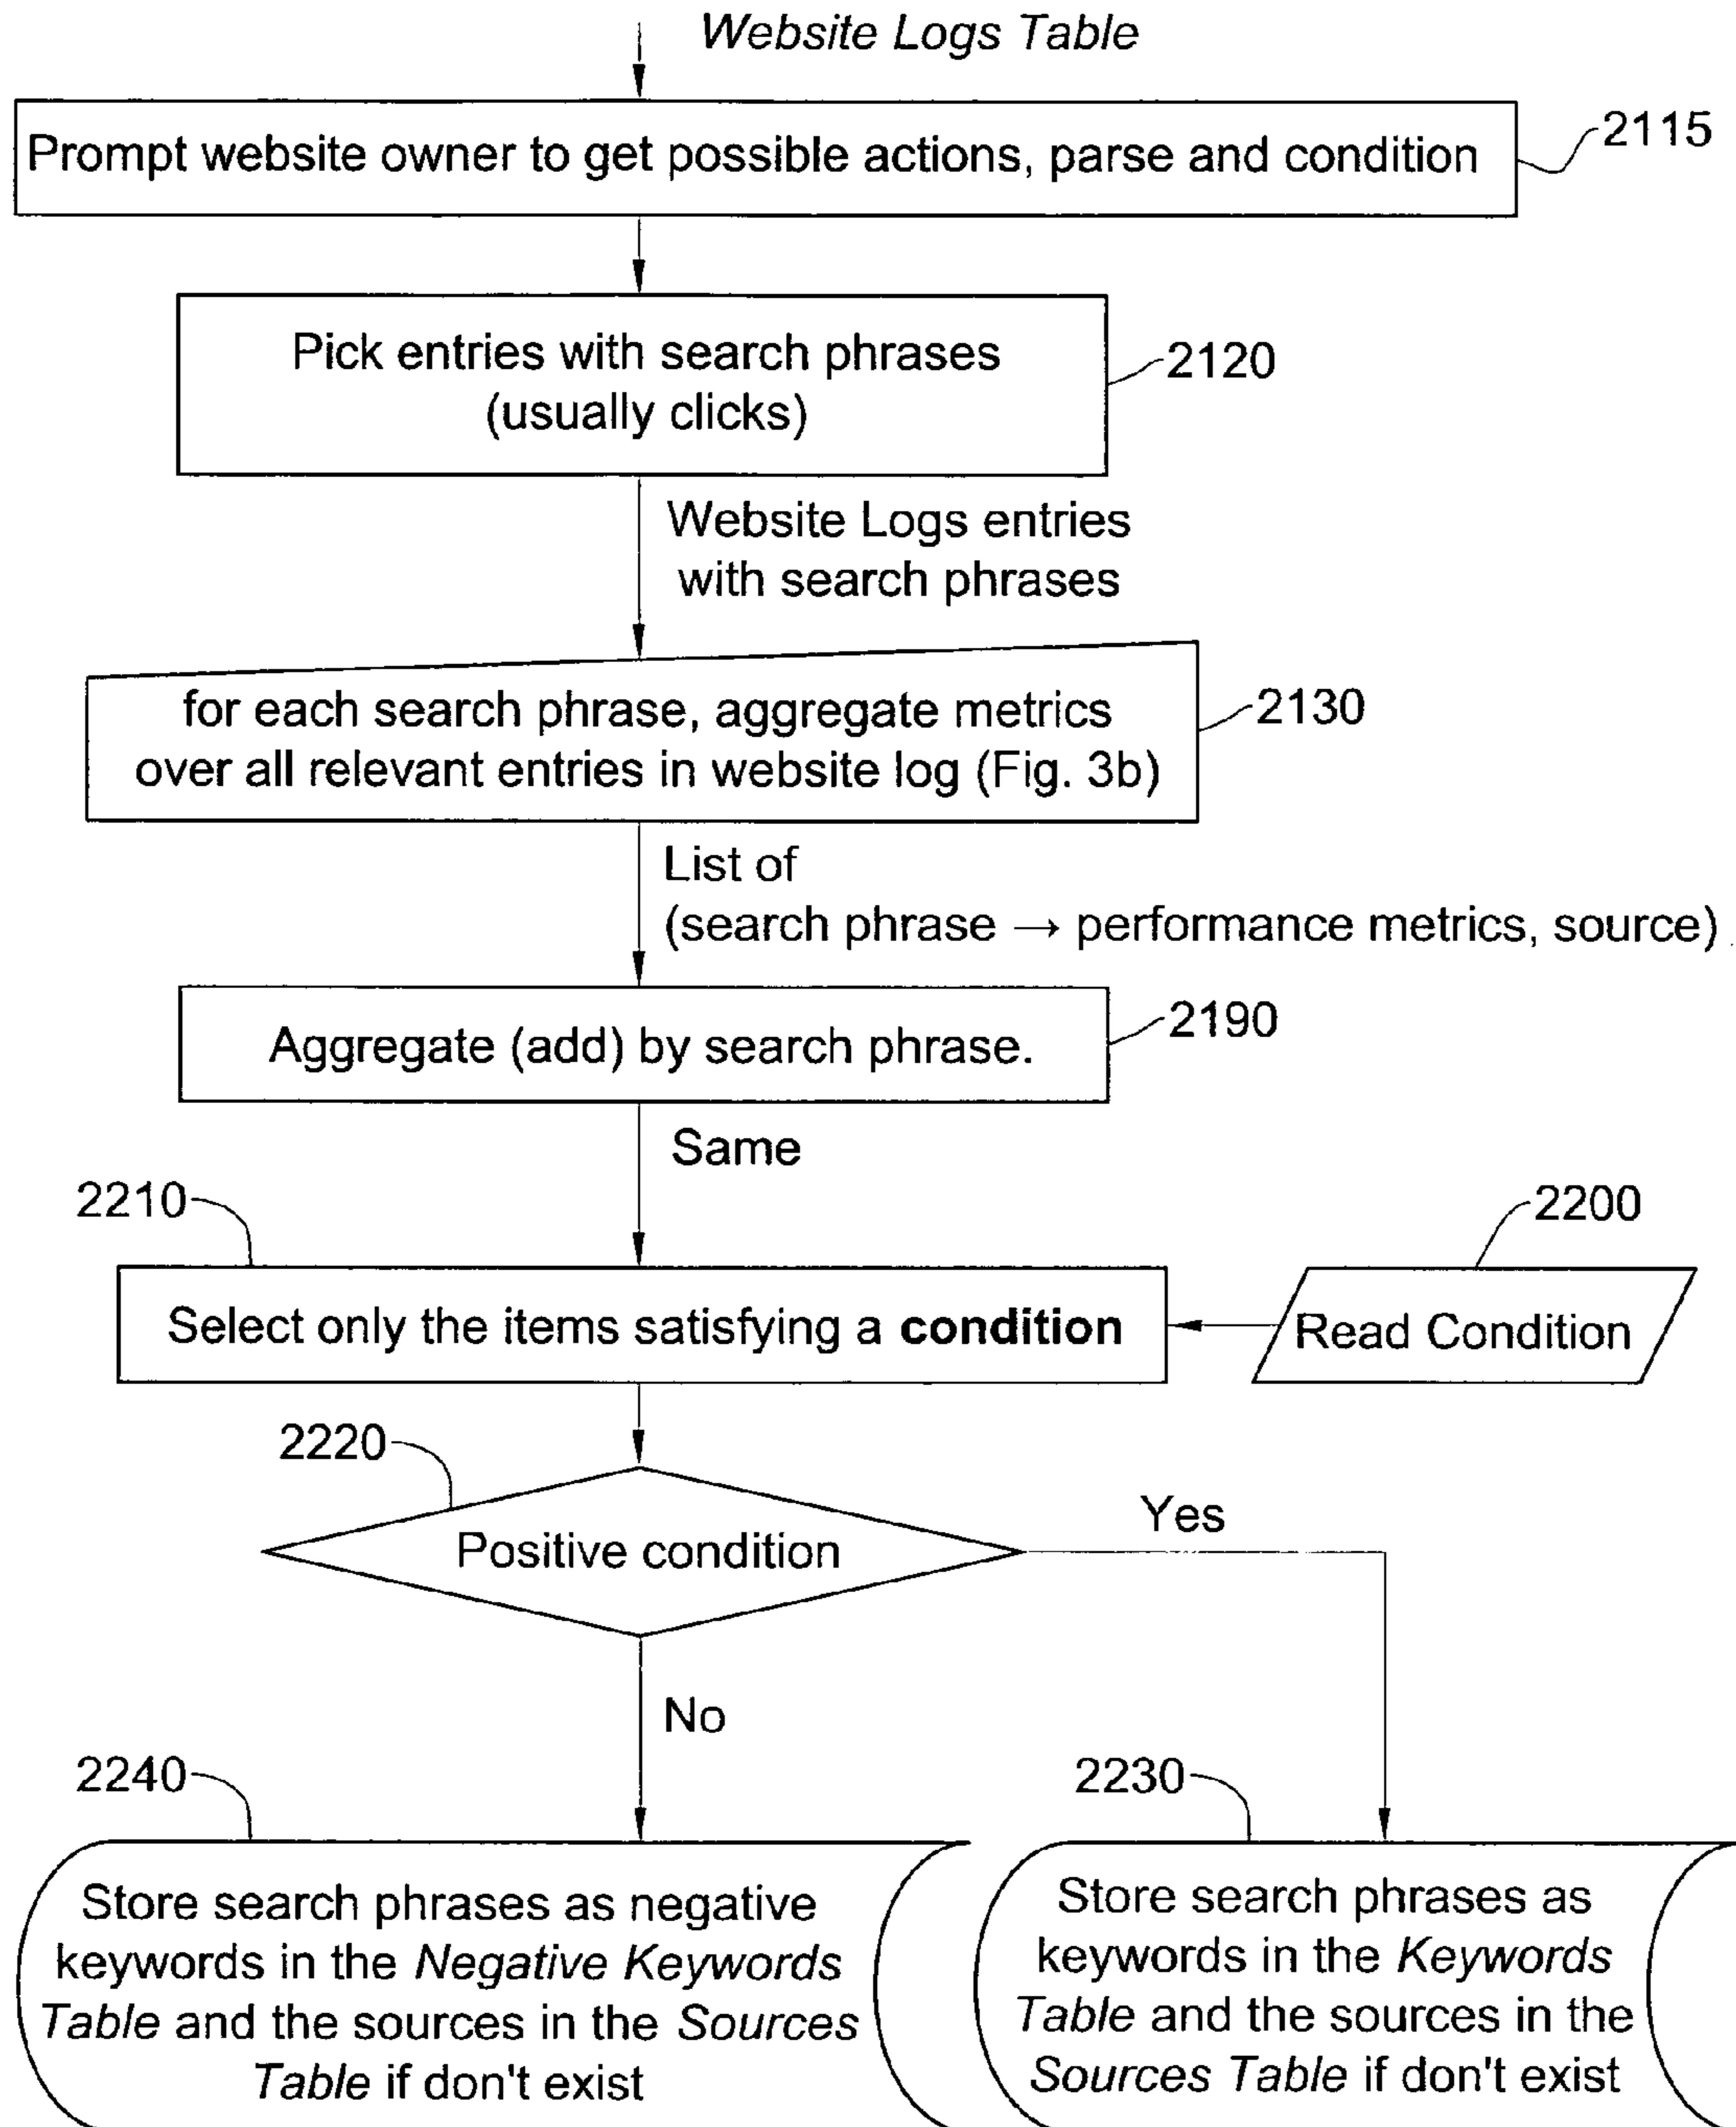 Website Logs Table
Prompt website owner to get possible actions, parse and condition
2115
Pick entries with search phrases
(usually clicks)
2120
Website Logs entries
with search phrases
for each search phrase, aggregate metrics
over all relevant entries in website log (Fig. 3b)
2130
List of
(search phrase → performance metrics, source)
Aggregate (add) by search phrase.
2190
Same
2210
2200
Select only the items satisfying a condition
Read Condition
2220
Positive condition
Yes
No
2240
2230
Store search phrases as negative
keywords in the Negative Keywords
Table and the sources in the Sources
Table if don't exist
Store search phrases as
keywords in the Keywords
Table and the sources in the
Sources Table if don't exist